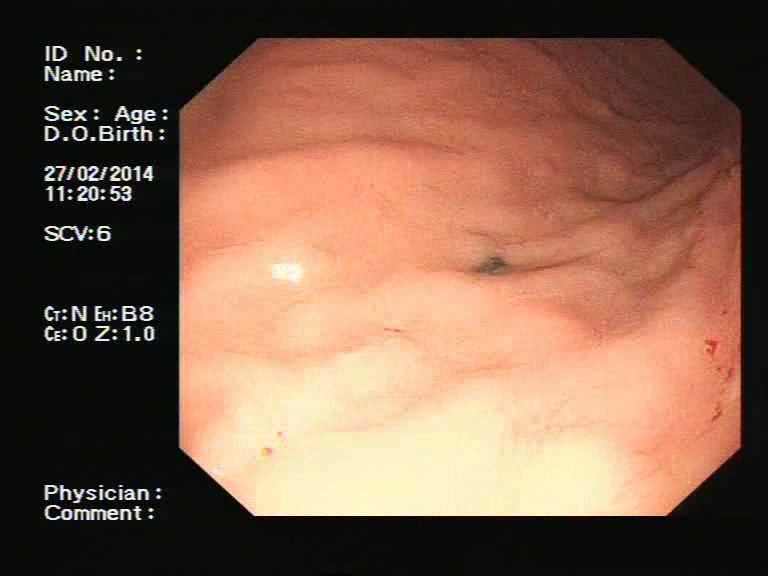 ID No. :
Name:
Sex: Age:
D.O.Birth:
27/02/2014
11:20:53
SCV:6
CT:N EH:B8
CE:0 Z:1.0
Physician:
Comment: